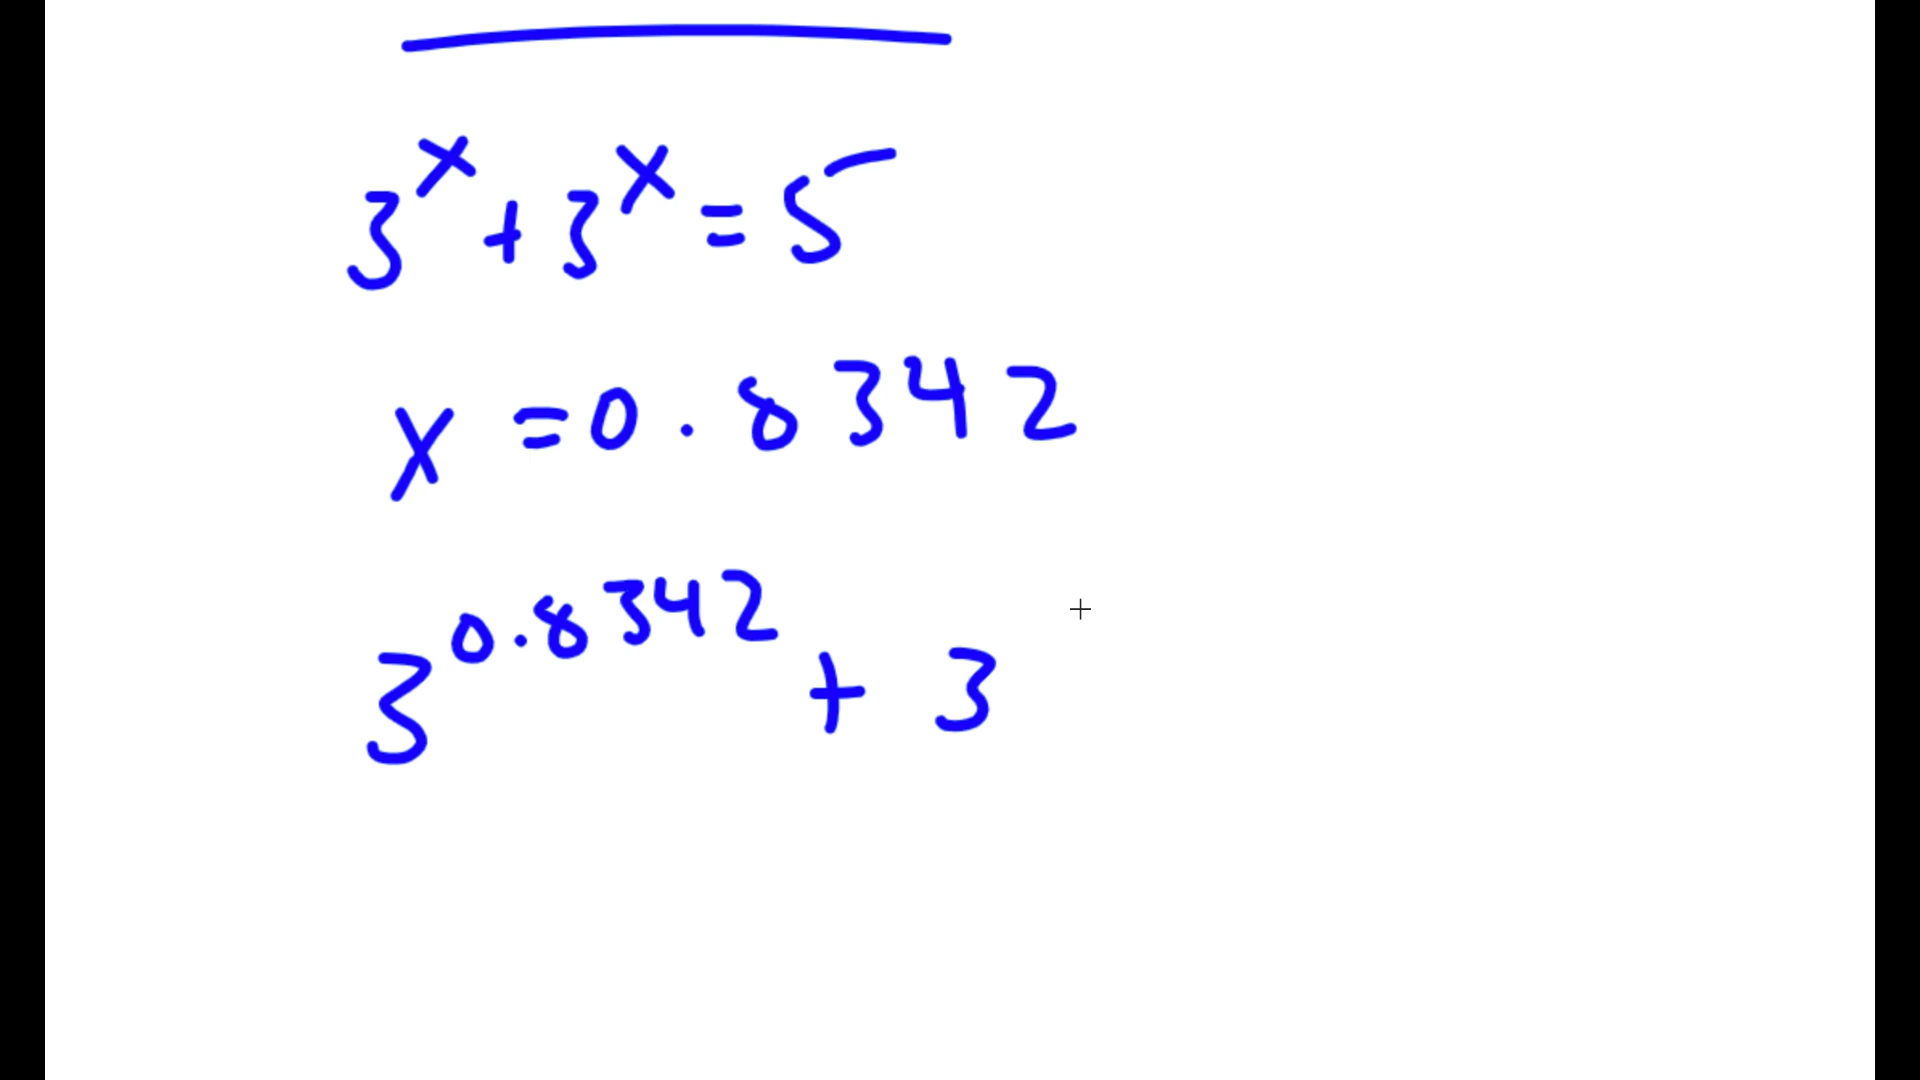 3^x + 3^x = 5
x = 0.8342
3^0.8342 + 3